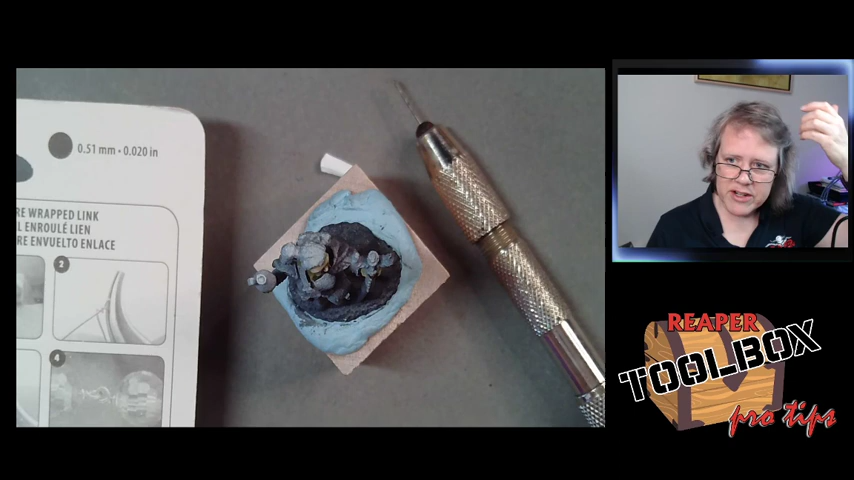 0.51 mm • 0.020 in
RE WRAPPED LINK
L ENROULÉ LIEN
R ENVUELTO ENLACE
2
4
REAPER
TOOLBOX
pro tips